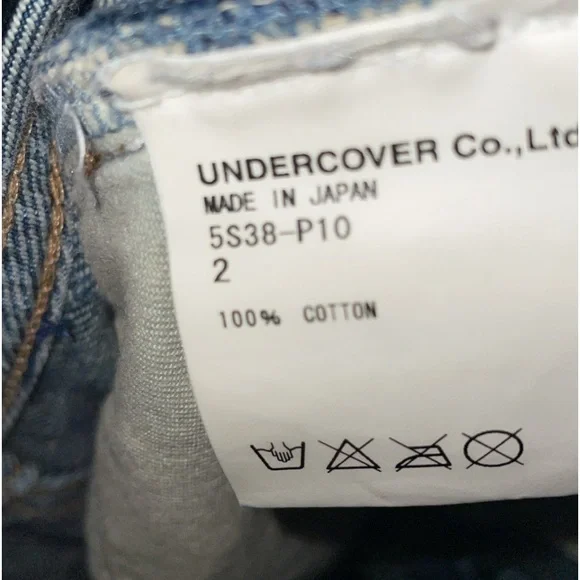 UNDERCOVER Co.,Ltd
MADE IN JAPAN
5S38-P10
2
100% COTTON